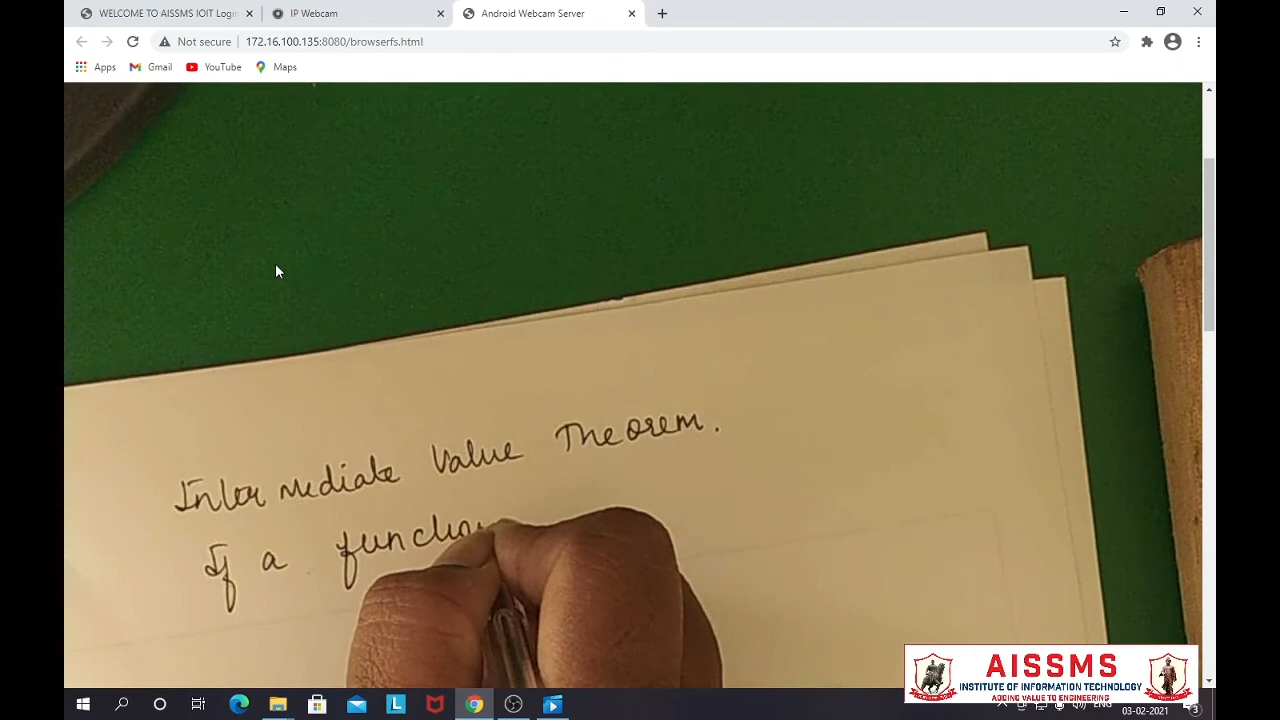 WELCOME TO AISSMS IOIT Login
IP Webcam
Android Webcam Server
Not secure
172.16.100.135:8080/browserfs.html
Apps
Gmail
YouTube
Maps
Intermediate Value Theorem.
If a function
AISSMS
INSTITUTE OF INFORMATION TECHNOLOGY
ADDING VALUE TO ENGINEERING
ENG
03-02-2021